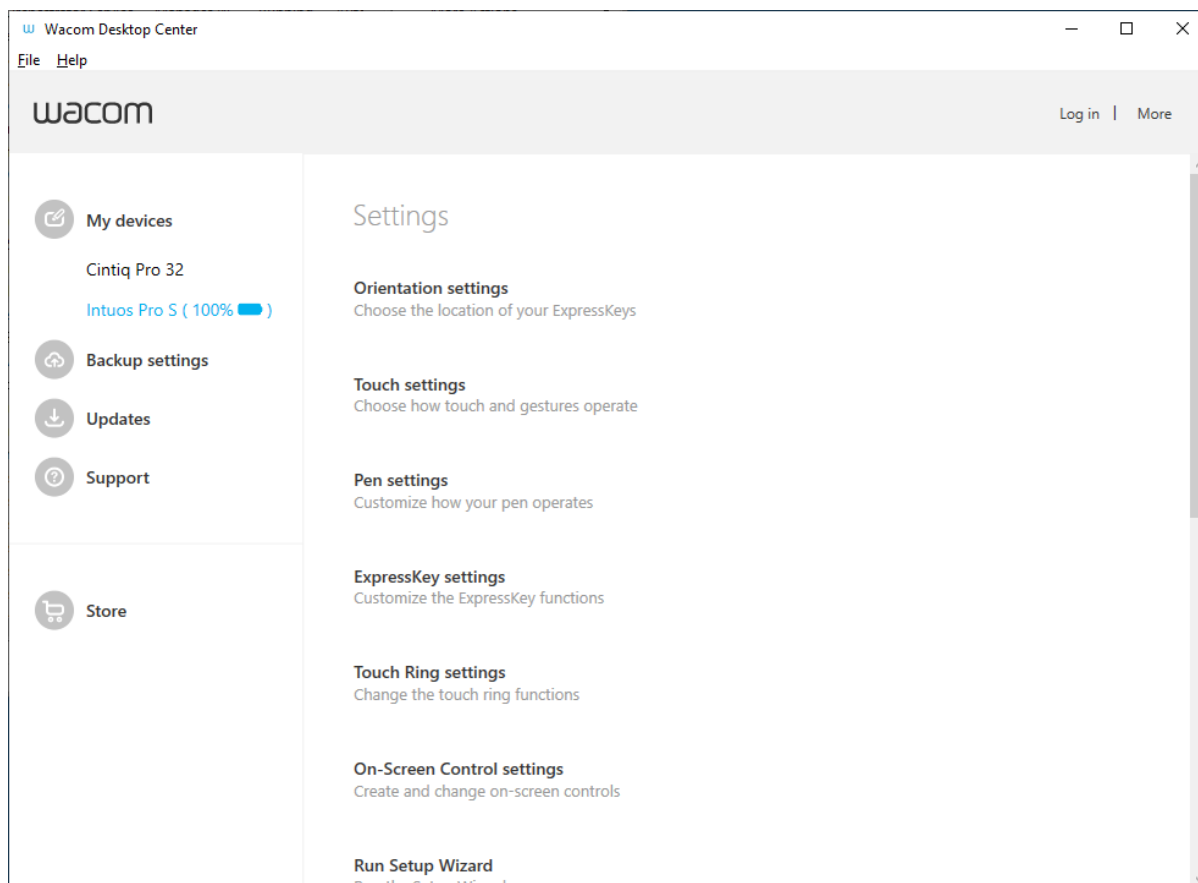 Wacom Desktop Center
File Help
wacom
Log in | More
My devices
Cintiq Pro 32
Intuos Pro S ( 100% )
Backup settings
Updates
Support
Store
Settings
Orientation settings
Choose the location of your ExpressKeys
Touch settings
Choose how touch and gestures operate
Pen settings
Customize how your pen operates
ExpressKey settings
Customize the ExpressKey functions
Touch Ring settings
Change the touch ring functions
On-Screen Control settings
Create and change on-screen controls
Run Setup Wizard